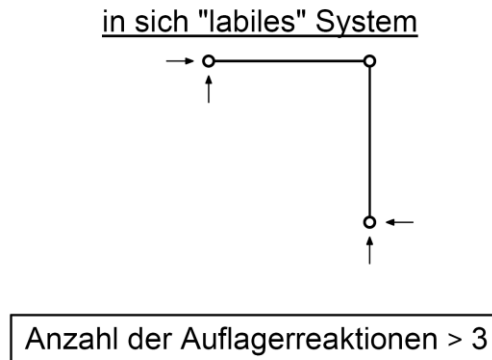 in sich "labiles" System
Anzahl der Auflagerreaktionen > 3